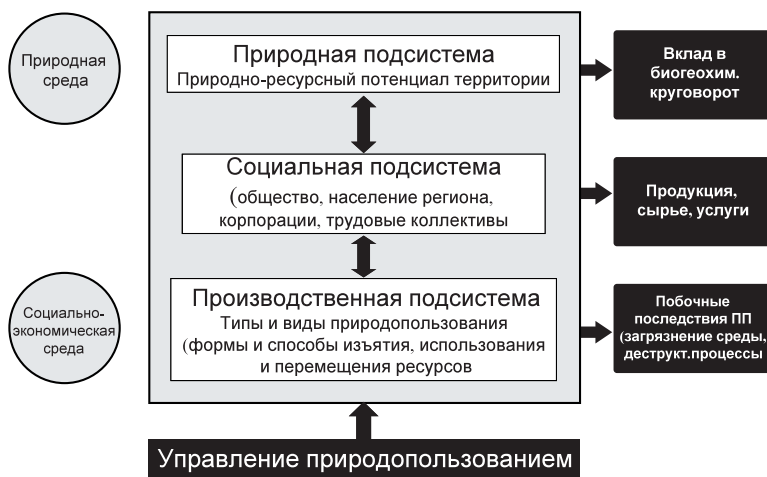 Природная
среда
Природная подсистема
Природно-ресурсный потенциал территории
Вклад в
биогеохим.
круговорот
Социальная подсистема
(общество, население региона,
корпорации, трудовые коллективы
Продукция,
сырье, услуги
Социально-
экономическая
среда
Производственная подсистема
Типы и виды природопользования
(формы и способы изъятия, использования
и перемещения ресурсов
Побочные
последствия ПП
(загрязнение среды,
деструкт.процессы
Управление природопользованием